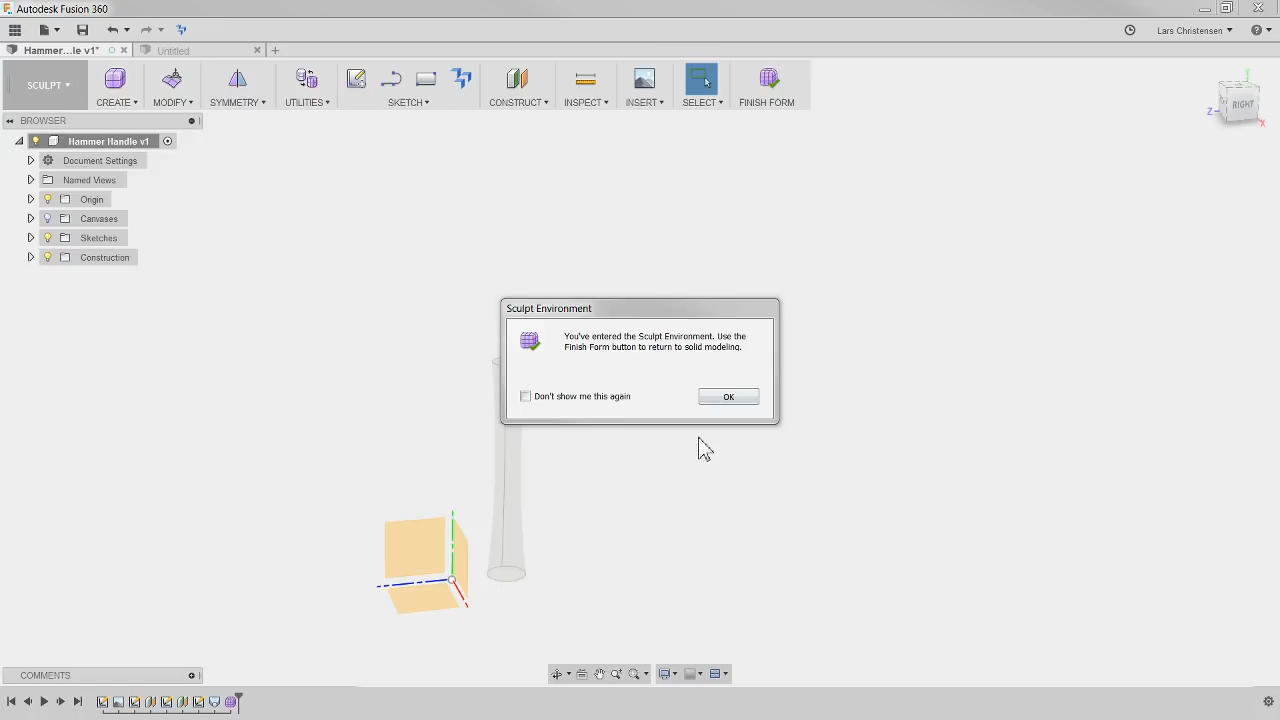 Autodesk Fusion 360
Lars Christensen
Hammer...le v1*
Untitled
SCULPT
CREATE
MODIFY
SYMMETRY
UTILITIES
SKETCH
CONSTRUCT
INSPECT
INSERT
SELECT
FINISH FORM
BROWSER
Hammer Handle v1
Document Settings
Named Views
Origin
Canvases
Sketches
Construction
RIGHT
Z
X
Sculpt Environment
You've entered the Sculpt Environment. Use the
Finish Form button to return to solid modeling.
Don't show me this again
OK
COMMENTS